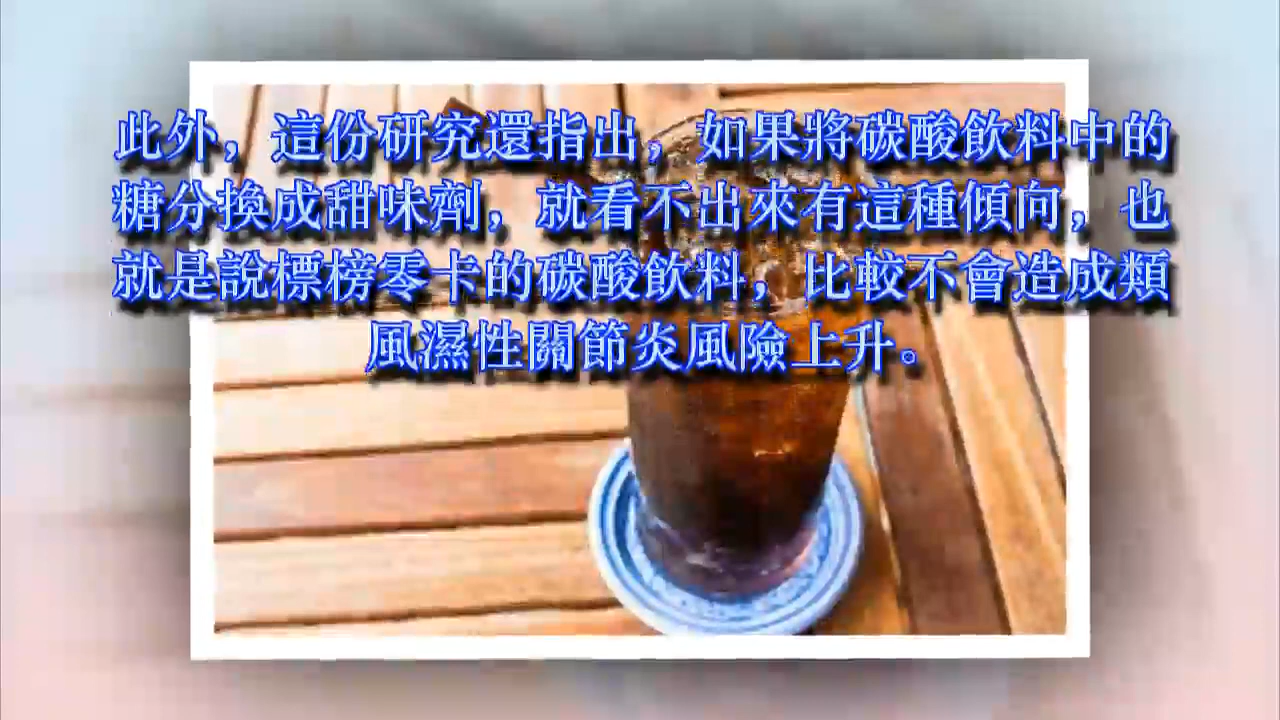 此外，這份研究還指出，如果將碳酸飲料中的
糖分換成甜味劑，就看不出來有這種傾向，也
就是說標榜零卡的碳酸飲料，比較不會造成類
風濕性關節炎風險上升。